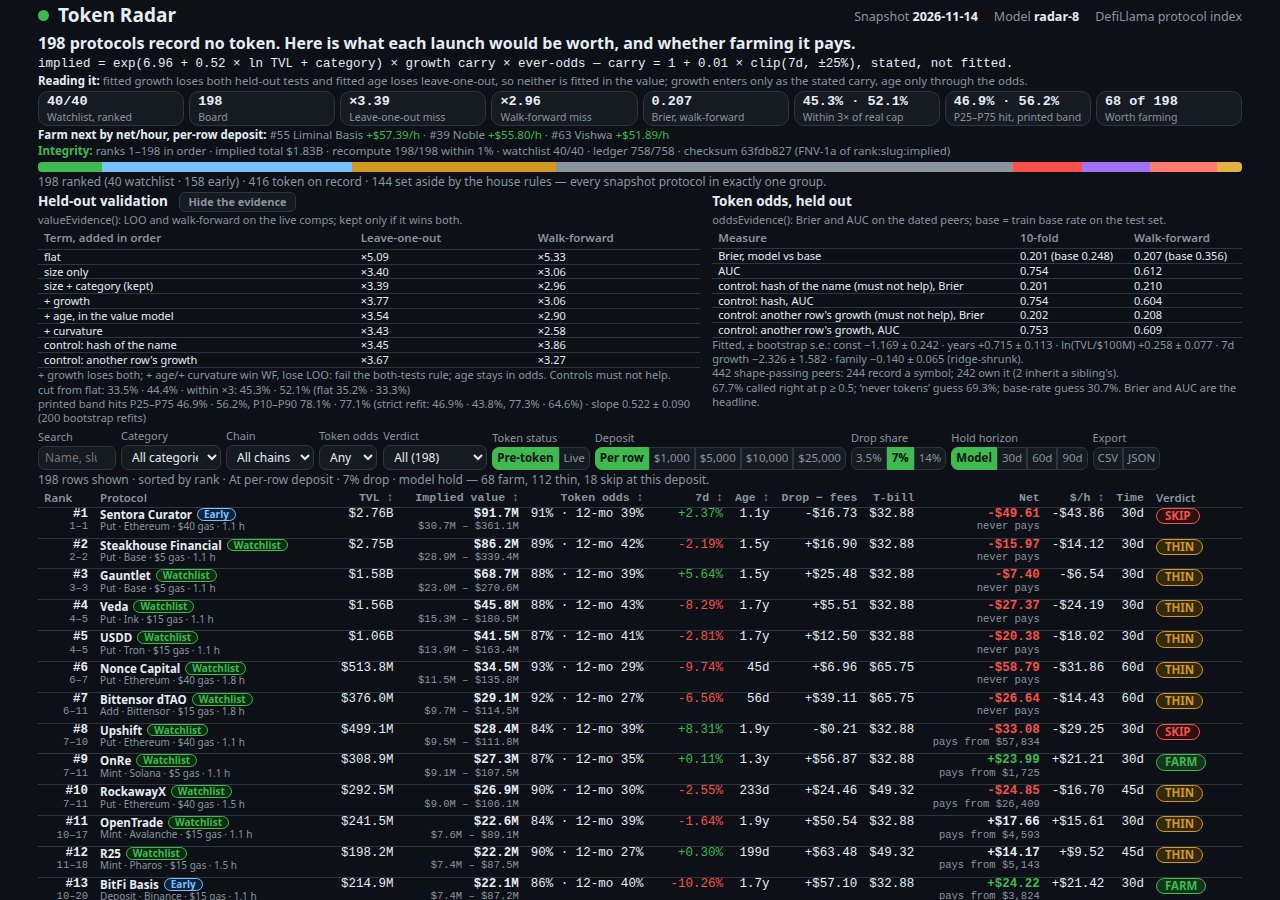 Token Radar
Snapshot 2026-11-14 Model radar-8 DefiLlama protocol index
198 protocols record no token. Here is what each launch would be worth, and whether farming it pays.
implied = exp(6.96 + 0.52 × ln TVL + category) × growth carry × ever-odds — carry = 1 + 0.01 × clip(7d, ±25%), stated, not fitted.
Reading it: fitted growth loses both held-out tests and fitted age loses leave-one-out, so neither is fitted in the value; growth enters only as the stated carry, age only through the odds.
40/40 198 ×3.39 ×2.96 0.207 45.3% · 52.1% 46.9% · 56.2% 68 of 198
Watchlist, ranked Board Leave-one-out miss Walk-forward miss Brier, walk-forward Within 3× of real cap P25–P75 hit, printed band Worth farming
Farm next by net/hour, per-row deposit: #55 Liminal Basis +$57.39/h · #39 Noble +$55.80/h · #63 Vishwa +$51.89/h
Integrity: ranks 1–198 in order · implied total $1.83B · recompute 198/198 within 1% · watchlist 40/40 · ledger 758/758 · checksum 63fdb827 (FNV-1a of rank:slug:implied)
198 ranked (40 watchlist · 158 early) · 416 token on record · 144 set aside by the house rules — every snapshot protocol in exactly one group.
Held-out validation Hide the evidence
valueEvidence(): LOO and walk-forward on the live comps; kept only if it wins both.
Term, added in order Leave-one-out Walk-forward
flat ×5.09 ×5.33
size only ×3.40 ×3.06
size + category (kept) ×3.39 ×2.96
+ growth ×3.77 ×3.06
+ age, in the value model ×3.54 ×2.90
+ curvature ×3.43 ×2.58
control: hash of the name ×3.45 ×3.86
control: another row's growth ×3.67 ×3.27
+ growth loses both; + age/+ curvature win WF, lose LOO: fail the both-tests rule; age stays in odds. Controls must not help.
cut from flat: 33.5% · 44.4% · within ×3: 45.3% · 52.1% (flat 35.2% · 33.3%)
printed band hits P25–P75 46.9% · 56.2%, P10–P90 78.1% · 77.1% (strict refit: 46.9% · 43.8%, 77.3% · 64.6%) · slope 0.522 ± 0.090
(200 bootstrap refits)
Token odds, held out
oddsEvidence(): Brier and AUC on the dated peers; base = train base rate on the test set.
Measure 10-fold Walk-forward
Brier, model vs base 0.201 (base 0.248) 0.207 (base 0.356)
AUC 0.754 0.612
control: hash of the name (must not help), Brier 0.201 0.210
control: hash, AUC 0.754 0.604
control: another row's growth (must not help), Brier 0.202 0.208
control: another row's growth, AUC 0.753 0.609
Fitted, ± bootstrap s.e.: const −1.169 ± 0.242 · years +0.715 ± 0.113 · ln(TVL/$100M) +0.258 ± 0.077 · 7d
growth −2.326 ± 1.582 · family −0.140 ± 0.065 (ridge-shrunk).
442 shape-passing peers: 244 record a symbol; 242 own it (2 inherit a sibling's).
67.7% called right at p ≥ 0.5; ‘never tokens’ guess 69.3%; base-rate guess 30.7%. Brier and AUC are the
headline.
Search Category Chain Token odds Verdict Token status Deposit Drop share Hold horizon Export
Name, slu All categorie All chains Any All (198) Pre-token Live Per row $1,000 $5,000 $10,000 $25,000 3.5% 7% 14% Model 30d 60d 90d CSV JSON
198 rows shown · sorted by rank · At per-row deposit · 7% drop · model hold — 68 farm, 112 thin, 18 skip at this deposit.
Rank Protocol TVL ↕ Implied value ↕ Token odds ↕ 7d ↕ Age ↕ Drop − fees T-bill Net $/h ↕ Time Verdict
#1 Sentora Curator Early $2.76B $91.7M 91% · 12-mo 39% +2.37% 1.1y -$16.73 $32.88 -$49.61 -$43.86 30d SKIP
1–1 Put · Ethereum · $40 gas · 1.1 h $30.7M – $361.1M never pays
#2 Steakhouse Financial Watchlist $2.75B $86.2M 89% · 12-mo 42% -2.19% 1.5y +$16.90 $32.88 -$15.97 -$14.12 30d THIN
2–2 Put · Base · $5 gas · 1.1 h $28.9M – $339.4M never pays
#3 Gauntlet Watchlist $1.58B $68.7M 88% · 12-mo 39% +5.64% 1.5y +$25.48 $32.88 -$7.40 -$6.54 30d THIN
3–3 Put · Base · $5 gas · 1.1 h $23.0M – $270.6M never pays
#4 Veda Watchlist $1.56B $45.8M 88% · 12-mo 43% -8.29% 1.7y +$5.51 $32.88 -$27.37 -$24.19 30d THIN
4–5 Put · Ink · $15 gas · 1.1 h $15.3M – $180.5M never pays
#5 USDD Watchlist $1.06B $41.5M 87% · 12-mo 41% -2.81% 1.7y +$12.50 $32.88 -$20.38 -$18.02 30d THIN
4–5 Put · Tron · $15 gas · 1.1 h $13.9M – $163.4M never pays
#6 Nonce Capital Watchlist $513.8M $34.5M 93% · 12-mo 29% -9.74% 45d +$6.96 $65.75 -$58.79 -$31.86 60d THIN
6–7 Put · Ethereum · $40 gas · 1.8 h $11.5M – $135.8M never pays
#7 Bittensor dTAO Watchlist $376.0M $29.1M 92% · 12-mo 27% -6.56% 56d +$39.11 $65.75 -$26.64 -$14.43 60d THIN
6–11 Add · Bittensor · $15 gas · 1.8 h $9.7M – $114.5M never pays
#8 Upshift Watchlist $499.1M $28.4M 84% · 12-mo 39% +8.31% 1.9y -$0.21 $32.88 -$33.08 -$29.25 30d SKIP
7–10 Put · Ethereum · $40 gas · 1.1 h $9.5M – $111.8M pays from $57,834
#9 OnRe Watchlist $308.9M $27.3M 87% · 12-mo 35% +0.11% 1.3y +$56.87 $32.88 +$23.99 +$21.21 30d FARM
7–11 Mint · Solana · $5 gas · 1.1 h $9.1M – $107.5M pays from $1,725
#10 RockawayX Watchlist $292.5M $26.9M 90% · 12-mo 30% -2.55% 233d +$24.46 $49.32 -$24.85 -$16.70 45d THIN
7–11 Put · Ethereum · $40 gas · 1.5 h $9.0M – $106.1M pays from $26,409
#11 OpenTrade Watchlist $241.5M $22.6M 84% · 12-mo 39% -1.64% 1.9y +$50.54 $32.88 +$17.66 +$15.61 30d THIN
10–17 Mint · Avalanche · $15 gas · 1.1 h $7.6M – $89.1M pays from $4,593
#12 R25 Watchlist $198.2M $22.2M 90% · 12-mo 27% +0.30% 199d +$63.48 $49.32 +$14.17 +$9.52 45d THIN
11–18 Mint · Pharos · $15 gas · 1.5 h $7.4M – $87.5M pays from $5,143
#13 BitFi Basis Early $214.9M $22.1M 86% · 12-mo 40% -10.26% 1.7y +$57.10 $32.88 +$24.22 +$21.42 30d FARM
10–20 Deposit · Binance · $15 gas · 1.1 h $7.4M – $87.2M pays from $3,824